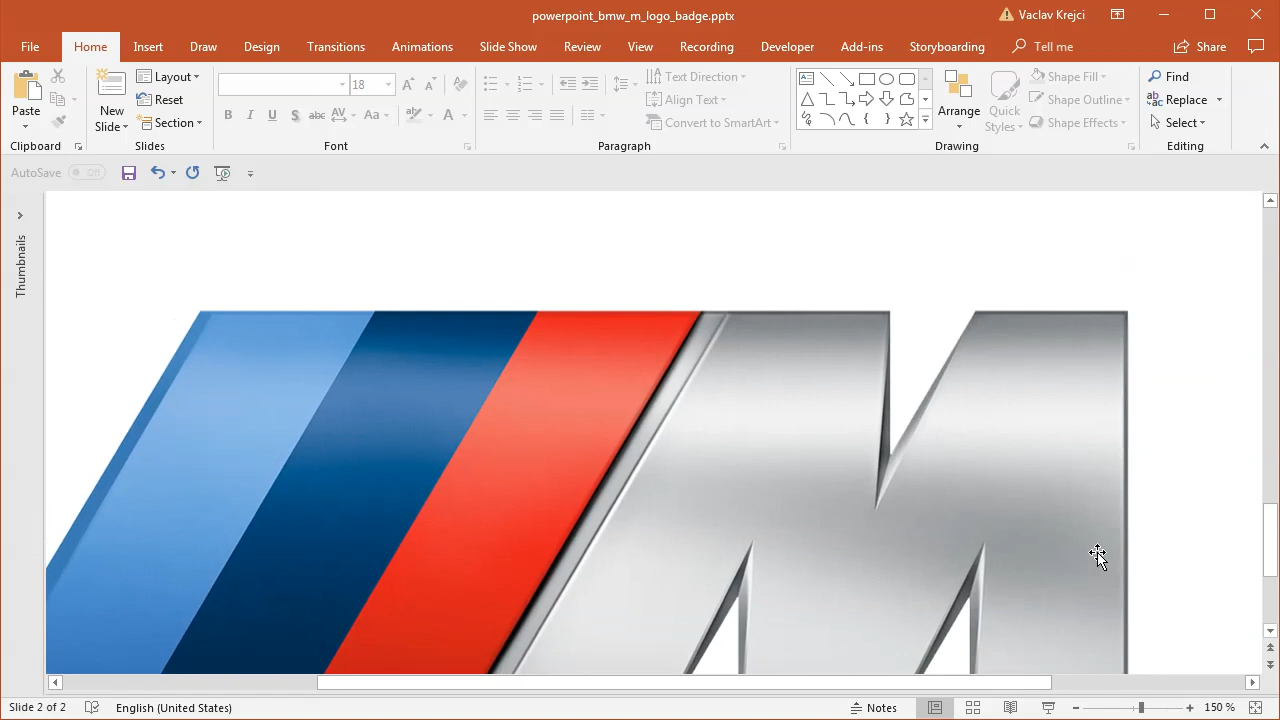 powerpoint_bmw_m_logo_badge.pptx
Vaclav Krejci
File Home Insert Draw Design Transitions Animations Slide Show Review View Recording Developer Add-ins Storyboarding Tell me Share
Paste
New Slide
Layout
Reset
Section
18
B I U S abc AV Aa A
Text Direction
Align Text
Convert to SmartArt
Arrange
Quick Styles
Shape Fill
Shape Outline
Shape Effects
Find
Replace
Select
Clipboard Slides Font Paragraph Drawing Editing
AutoSave Off
Thumbnails
M
Slide 2 of 2 English (United States) Notes 150 %